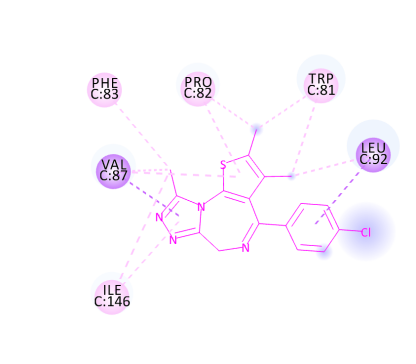 PHE
C:83
PRO
C:82
TRP
C:81
LEU
C:92
VAL
C:87
ILE
C:146
S
N
N
N
N
Cl